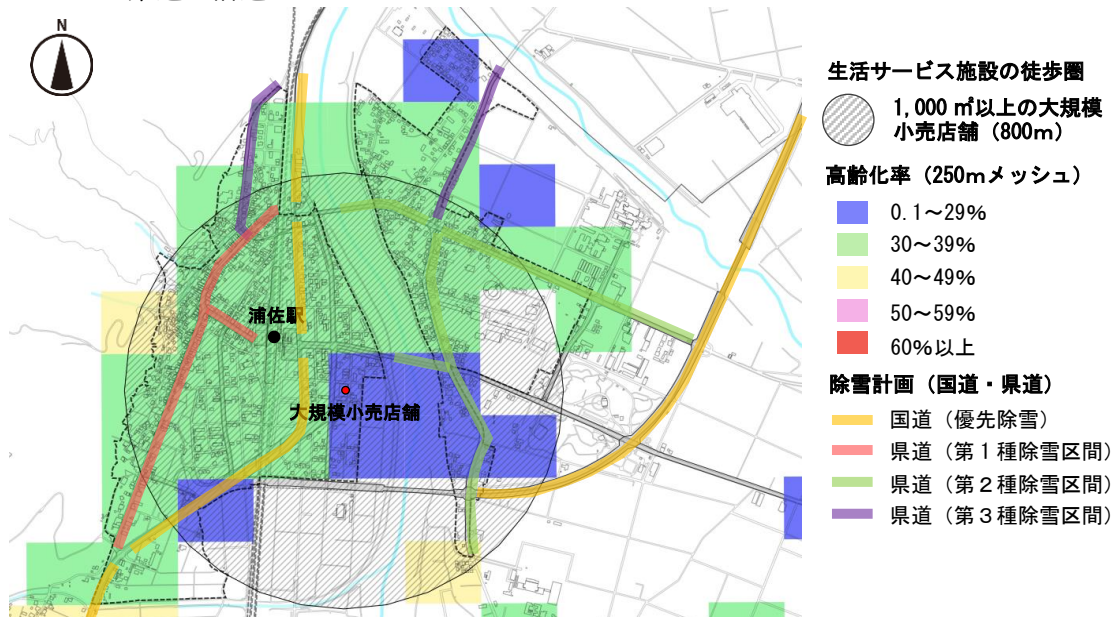 N
浦佐駅
大規模小売店舗
生活サービス施設の徒歩圏
1,000 ㎡以上の大規模
小売店舗（800m）
高齢化率（250mメッシュ）
0.1～29%
30～39%
40～49%
50～59%
60%以上
除雪計画（国道・県道）
国道（優先除雪）
県道（第１種除雪区間）
県道（第２種除雪区間）
県道（第３種除雪区間）